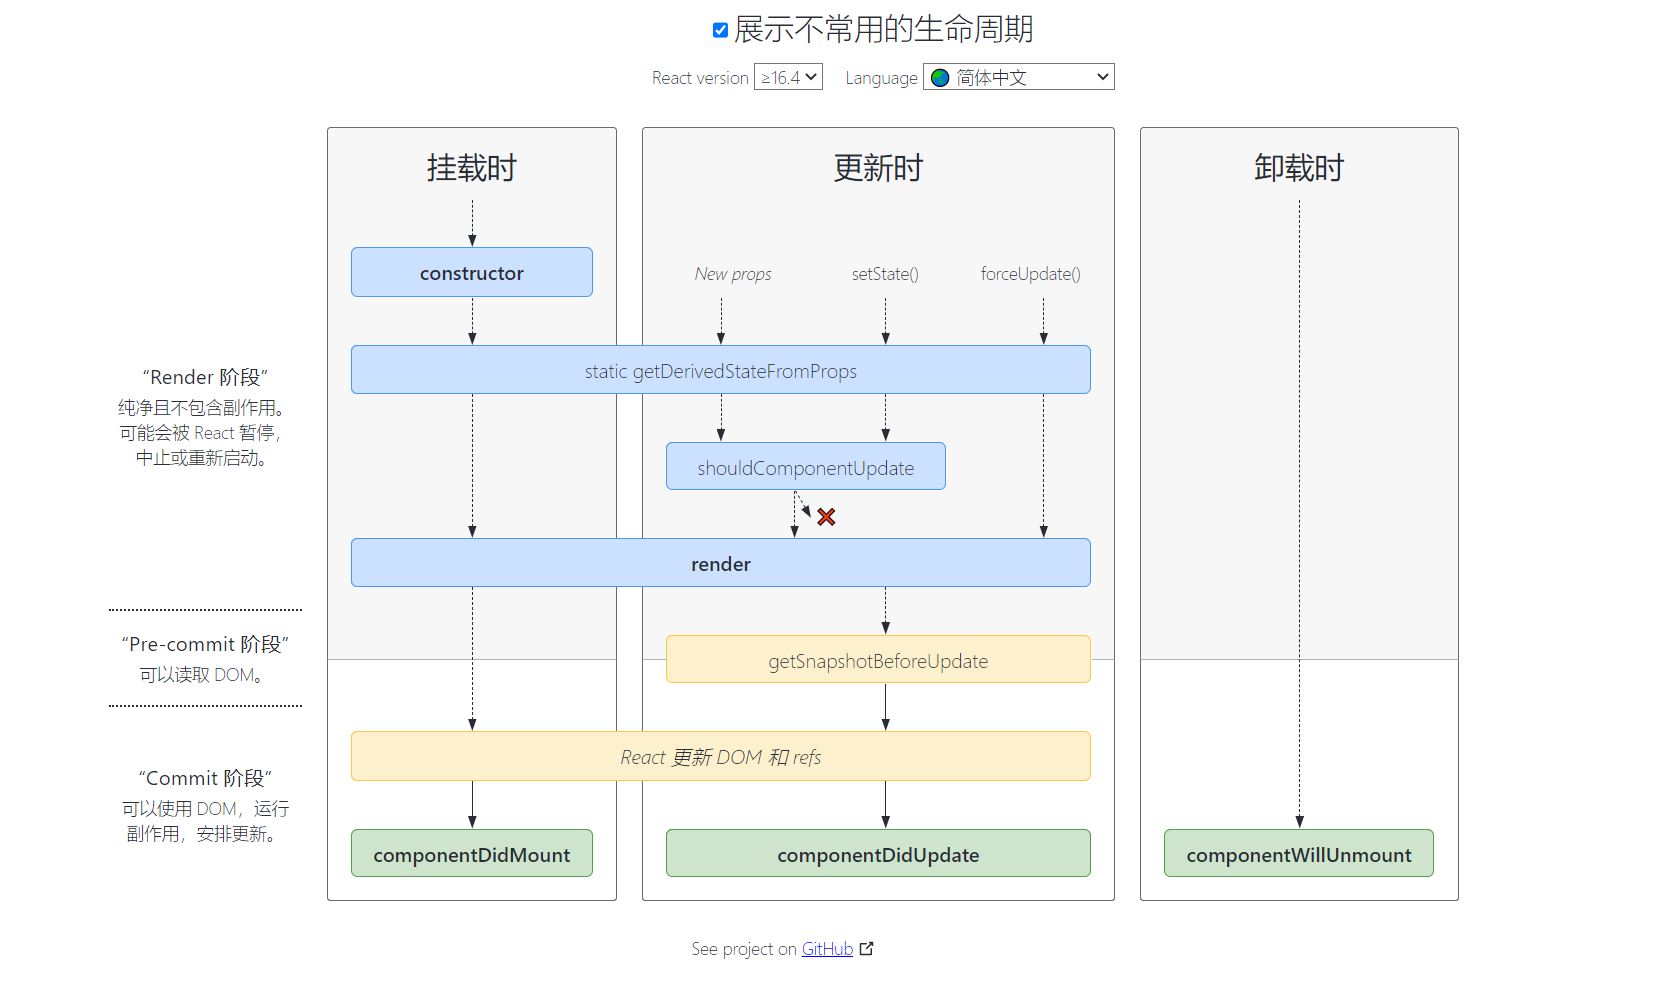 展示不常用的生命周期
React version ≥16.4 Language 简体中文
挂载时
更新时
卸载时
constructor
New props
setState()
forceUpdate()
static getDerivedStateFromProps
“Render 阶段”
纯净且不包含副作用。
可能会被 React 暂停，
中止或重新启动。
shouldComponentUpdate
render
“Pre-commit 阶段”
可以读取 DOM。
getSnapshotBeforeUpdate
React 更新 DOM 和 refs
“Commit 阶段”
可以使用 DOM，运行
副作用，安排更新。
componentDidMount
componentDidUpdate
componentWillUnmount
See project on GitHub